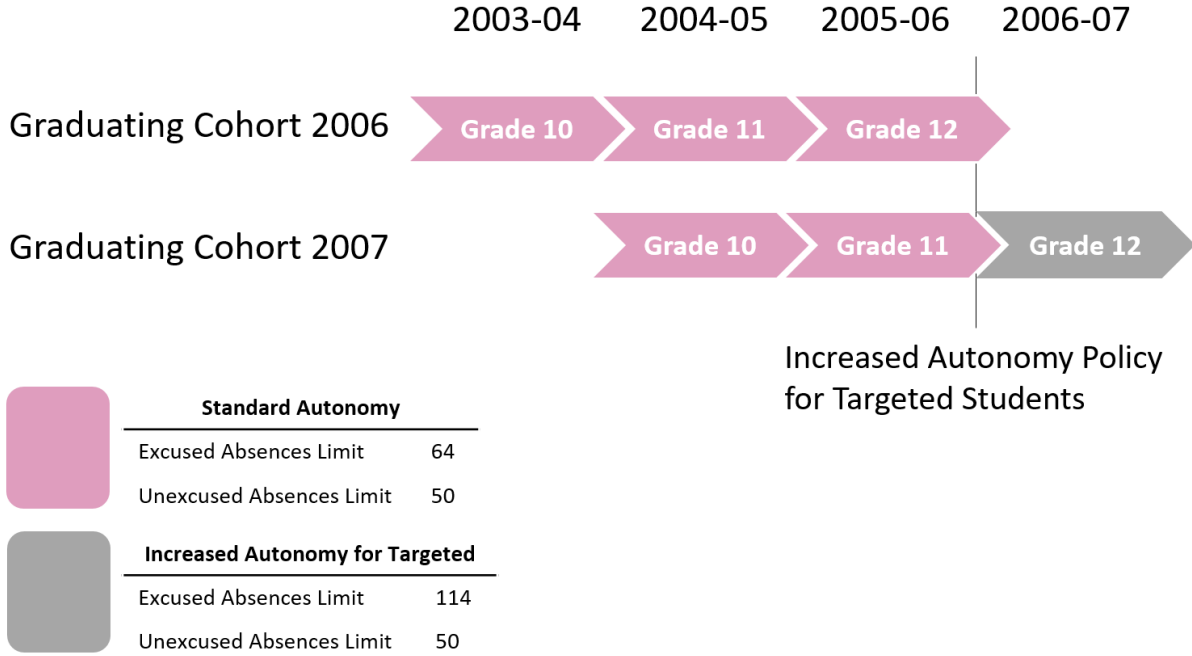 2003-04 2004-05 2005-06 2006-07
Graduating Cohort 2006 Grade 10 Grade 11 Grade 12
Graduating Cohort 2007 Grade 10 Grade 11 Grade 12
Increased Autonomy Policy
for Targeted Students
Standard Autonomy
Excused Absences Limit 64
Unexcused Absences Limit 50
Increased Autonomy for Targeted
Excused Absences Limit 114
Unexcused Absences Limit 50